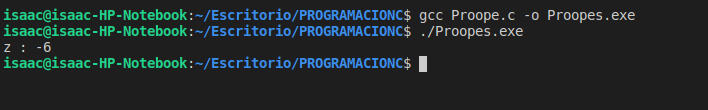 isaac@isaac-HP-Notebook:~/Escritorio/PROGRAMACIONC$ gcc Proope.c -o Proopes.exe
isaac@isaac-HP-Notebook:~/Escritorio/PROGRAMACIONC$ ./Proopes.exe
z : -6
isaac@isaac-HP-Notebook:~/Escritorio/PROGRAMACIONC$